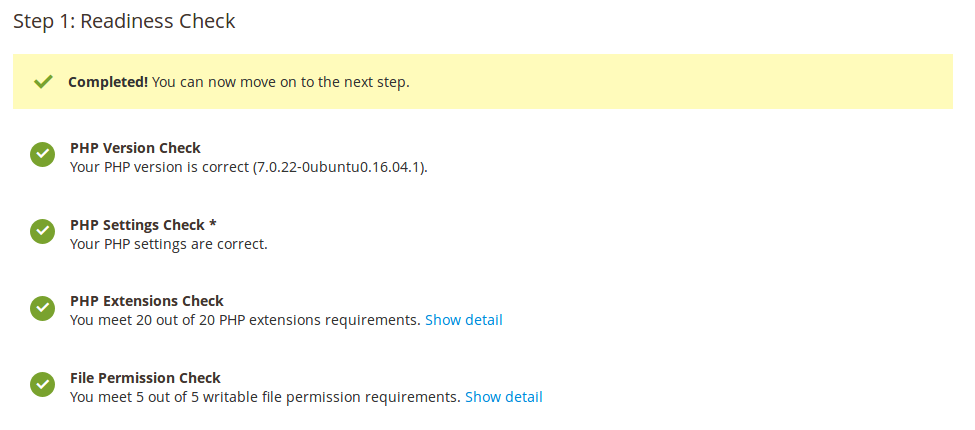 Step 1: Readiness Check
Completed! You can now move on to the next step.
PHP Version Check
Your PHP version is correct (7.0.22-0ubuntu0.16.04.1).
PHP Settings Check *
Your PHP settings are correct.
PHP Extensions Check
You meet 20 out of 20 PHP extensions requirements. Show detail
File Permission Check
You meet 5 out of 5 writable file permission requirements. Show detail